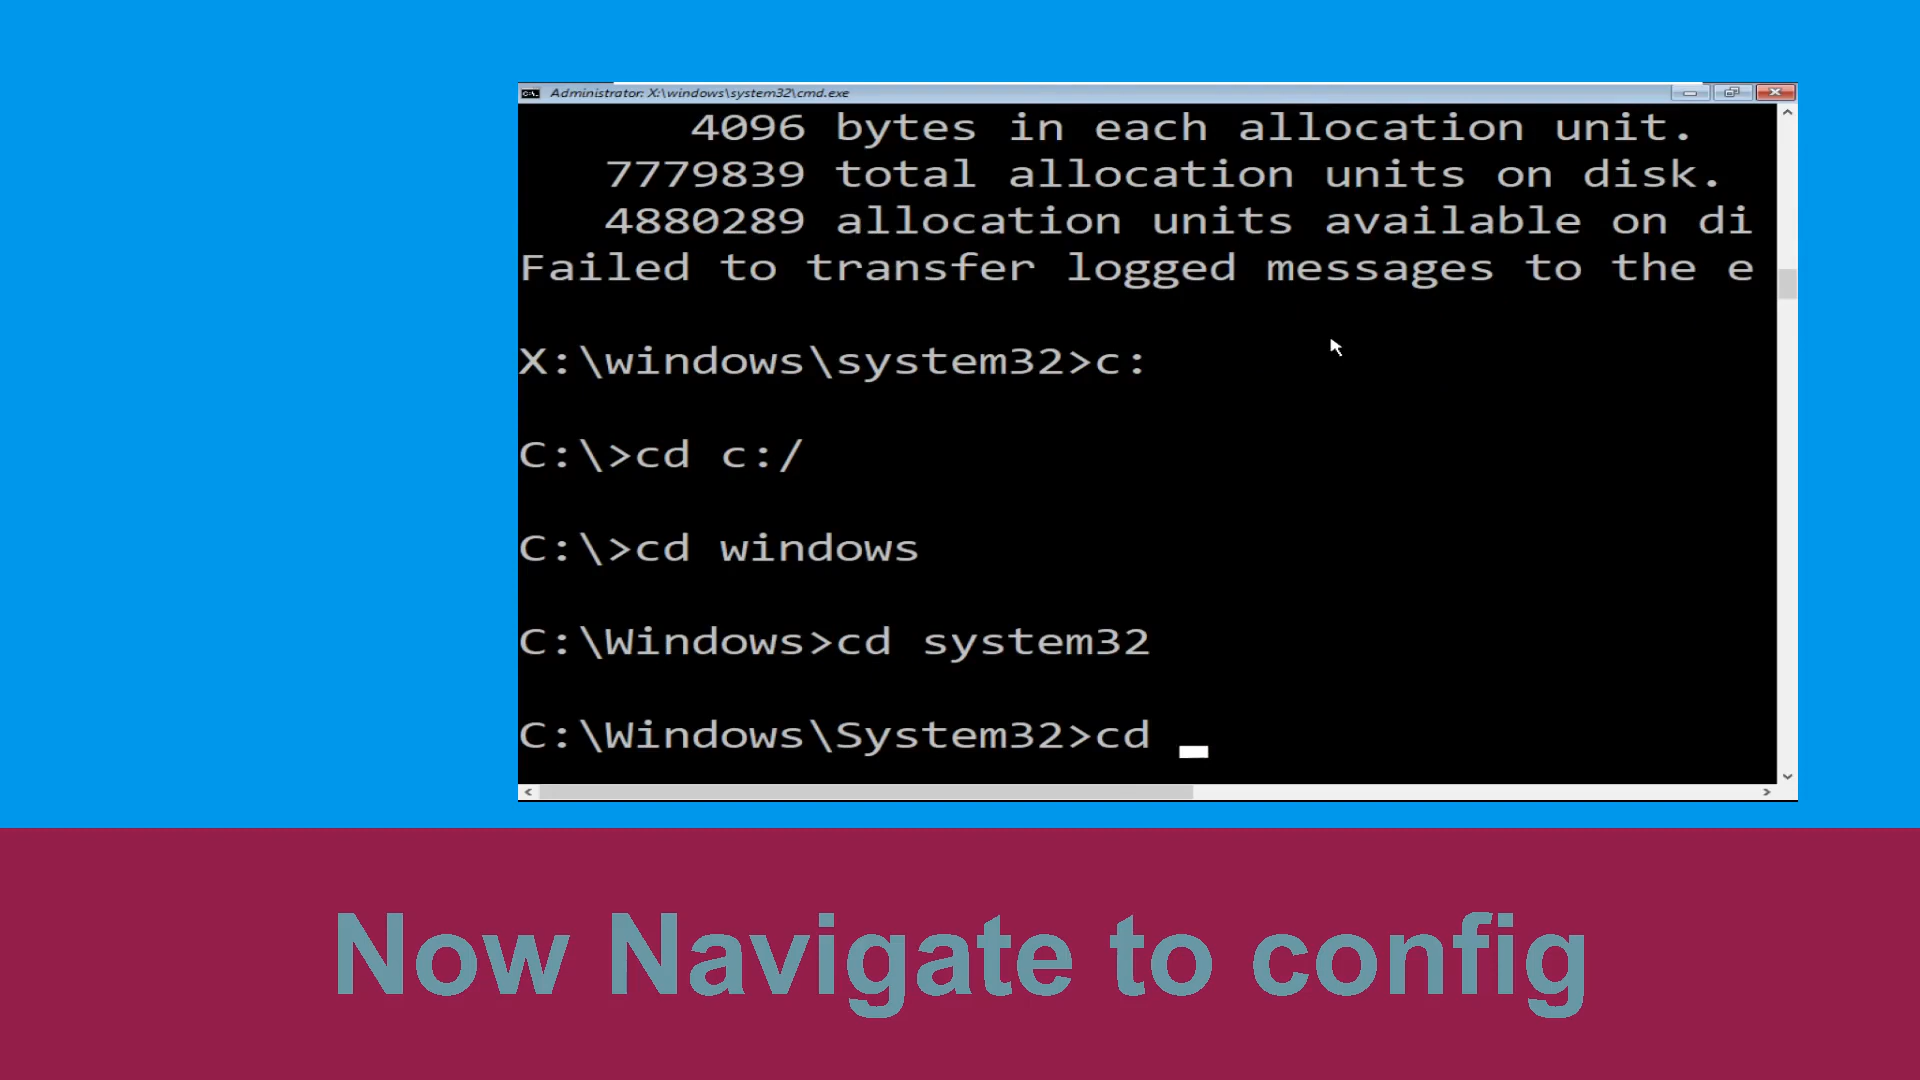 Administrator: X:\windows\system32\cmd.exe
4096 bytes in each allocation unit.
7779839 total allocation units on disk.
4880289 allocation units available on di
Failed to transfer logged messages to the e
X:\windows\system32>c:
C:\>cd c:/
C:\>cd windows
C:\Windows>cd system32
C:\Windows\System32>cd
Now Navigate to config